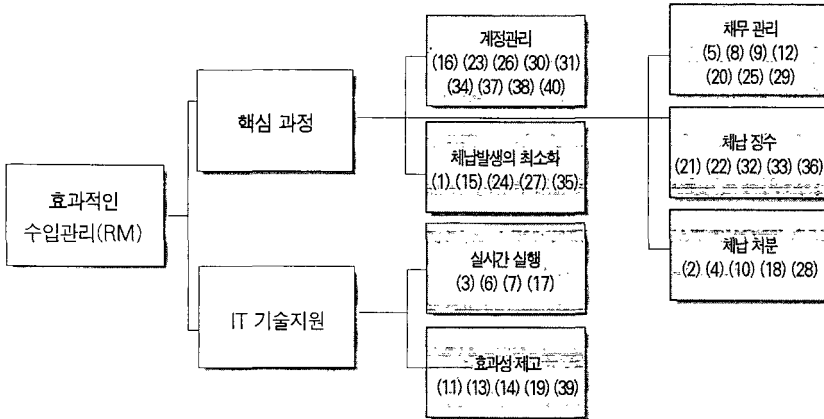 효과적인
수입관리(RM)
핵심 과정
IT 기술지원
계정관리
(16) (23) (26) (30) (31)
(34) (37) (38) (40)
체납발생의 최소화
(1) (15) (24) (27) (35)
실시간 실행
(3) (6) (7) (17)
효과성 제고
(11) (13) (14) (19) (39)
채무 관리
(5) (8) (9) (12)
(20) (25) (29)
체납 징수
(21) (22) (32) (33) (36)
체납 처분
(2) (4) (10) (18) (28)